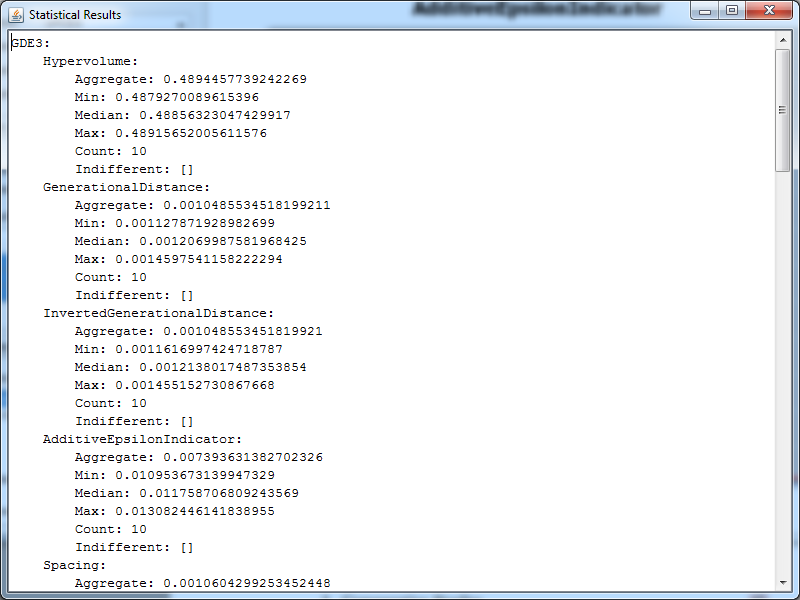 AdditiveEpsilonIndicator
Statistical Results
GDE3:
    Hypervolume:
        Aggregate: 0.4894457739242269
        Min: 0.4879270089615396
        Median: 0.48856323047429917
        Max: 0.48915652005611576
        Count: 10
        Indifferent: []
    GenerationalDistance:
        Aggregate: 0.0010485534518199211
        Min: 0.001127871928982699
        Median: 0.0012069987581968425
        Max: 0.0014597541158222294
        Count: 10
        Indifferent: []
    InvertedGenerationalDistance:
        Aggregate: 0.001048553451819921
        Min: 0.0011616997424718787
        Median: 0.0012138017487353854
        Max: 0.001455152730867668
        Count: 10
        Indifferent: []
    AdditiveEpsilonIndicator:
        Aggregate: 0.007393631382702326
        Min: 0.010953673139947329
        Median: 0.011758706809243569
        Max: 0.013082446141838955
        Count: 10
        Indifferent: []
    Spacing:
        Aggregate: 0.0010604299253452448